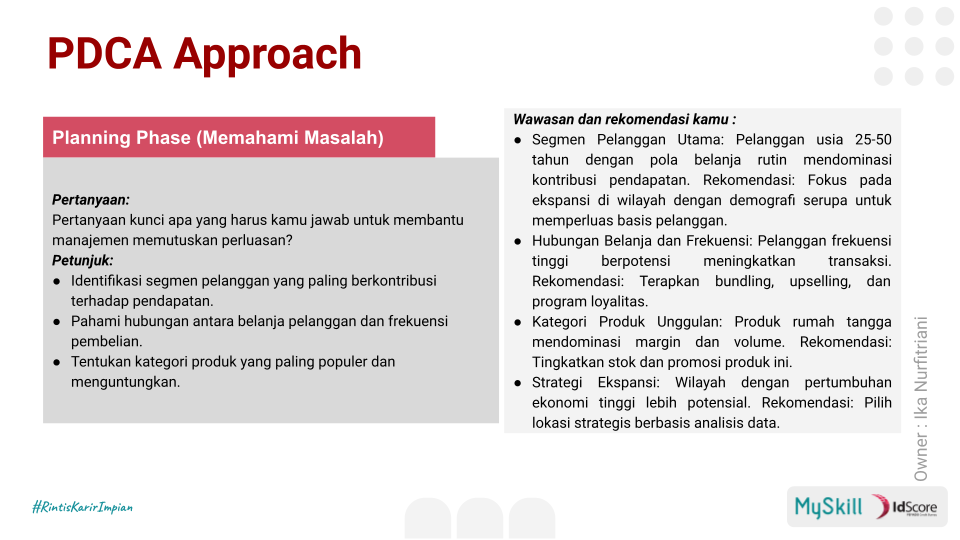 PDCA Approach
Planning Phase (Memahami Masalah)
Pertanyaan:
Pertanyaan kunci apa yang harus kamu jawab untuk membantu
manajemen memutuskan perluasan?
Petunjuk:
● Identifikasi segmen pelanggan yang paling berkontribusi
terhadap pendapatan.
● Pahami hubungan antara belanja pelanggan dan frekuensi
pembelian.
● Tentukan kategori produk yang paling populer dan
menguntungkan.
Wawasan dan rekomendasi kamu :
● Segmen Pelanggan Utama: Pelanggan usia 25-50
tahun dengan pola belanja rutin mendominasi
kontribusi pendapatan. Rekomendasi: Fokus pada
ekspansi di wilayah dengan demografi serupa untuk
memperluas basis pelanggan.
● Hubungan Belanja dan Frekuensi: Pelanggan frekuensi
tinggi berpotensi meningkatkan transaksi.
Rekomendasi: Terapkan bundling, upselling, dan
program loyalitas.
● Kategori Produk Unggulan: Produk rumah tangga
mendominasi margin dan volume. Rekomendasi:
Tingkatkan stok dan promosi produk ini.
● Strategi Ekspansi: Wilayah dengan pertumbuhan
ekonomi tinggi lebih potensial. Rekomendasi: Pilih
lokasi strategis berbasis analisis data.
Owner : Ika Nurfitriani
#RintisKarirImpian
MySkill
IdScore